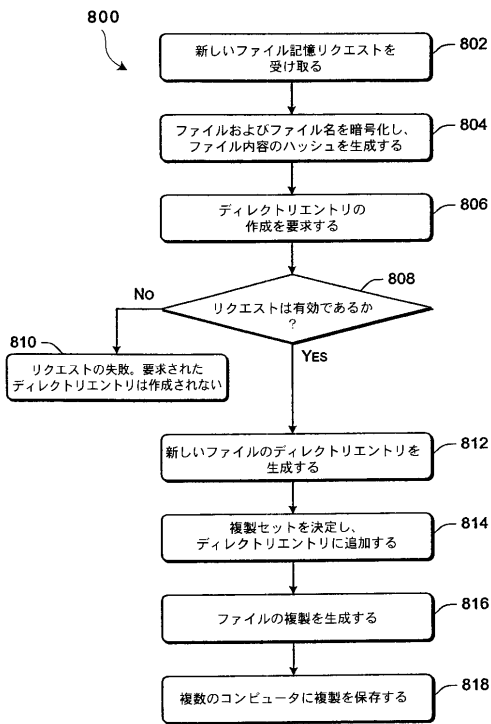 800
新しいファイル記憶リクエストを
受け取る
802
ファイルおよびファイル名を暗号化し、
ファイル内容のハッシュを生成する
804
ディレクトリエントリの
作成を要求する
806
808
リクエストは有効であるか
?
No
YES
810
リクエストの失敗。要求された
ディレクトリエントリは作成されない
新しいファイルのディレクトリエントリを
生成する
812
複製セットを決定し、
ディレクトリエントリに追加する
814
ファイルの複製を生成する
816
複数のコンピュータに複製を保存する
818